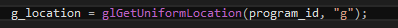 g_location = glGetUniformLocation(program_id, "g");